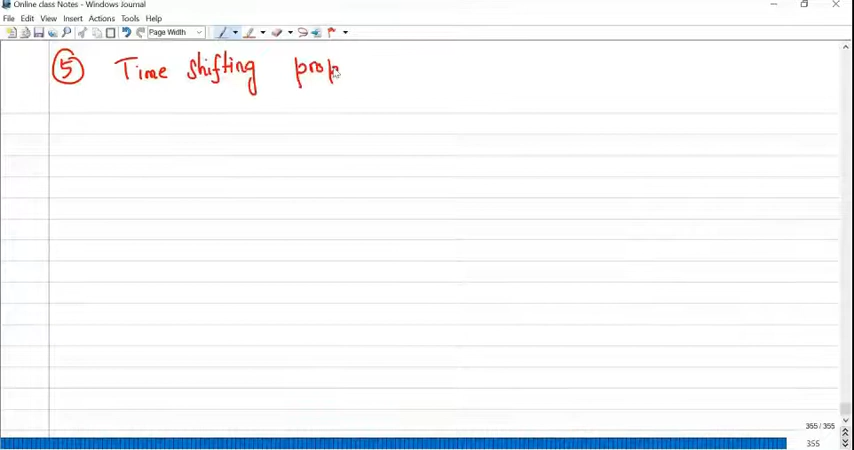 Online class Notes - Windows Journal
File Edit View Insert Actions Tools Help
Page Width
5 Time shifting prop
355 / 355
355